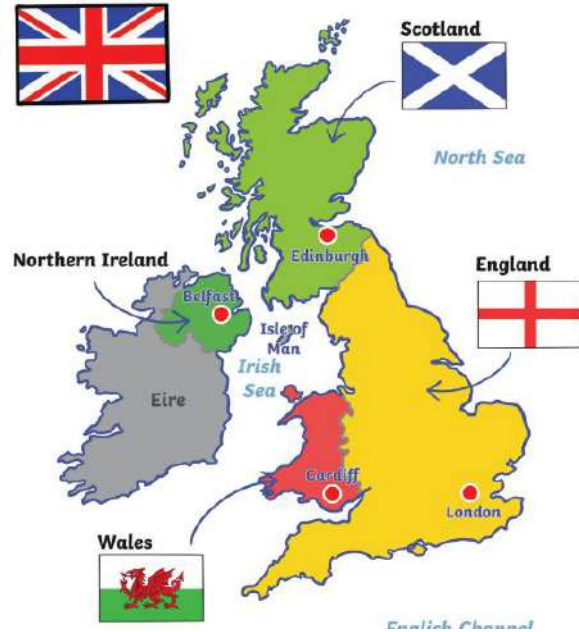 Scotland
North Sea
Edinburgh
Northern Ireland
England
Belfast
Isle of
Man
Irish
Sea
Eire
Cardiff
London
Wales
English Channel